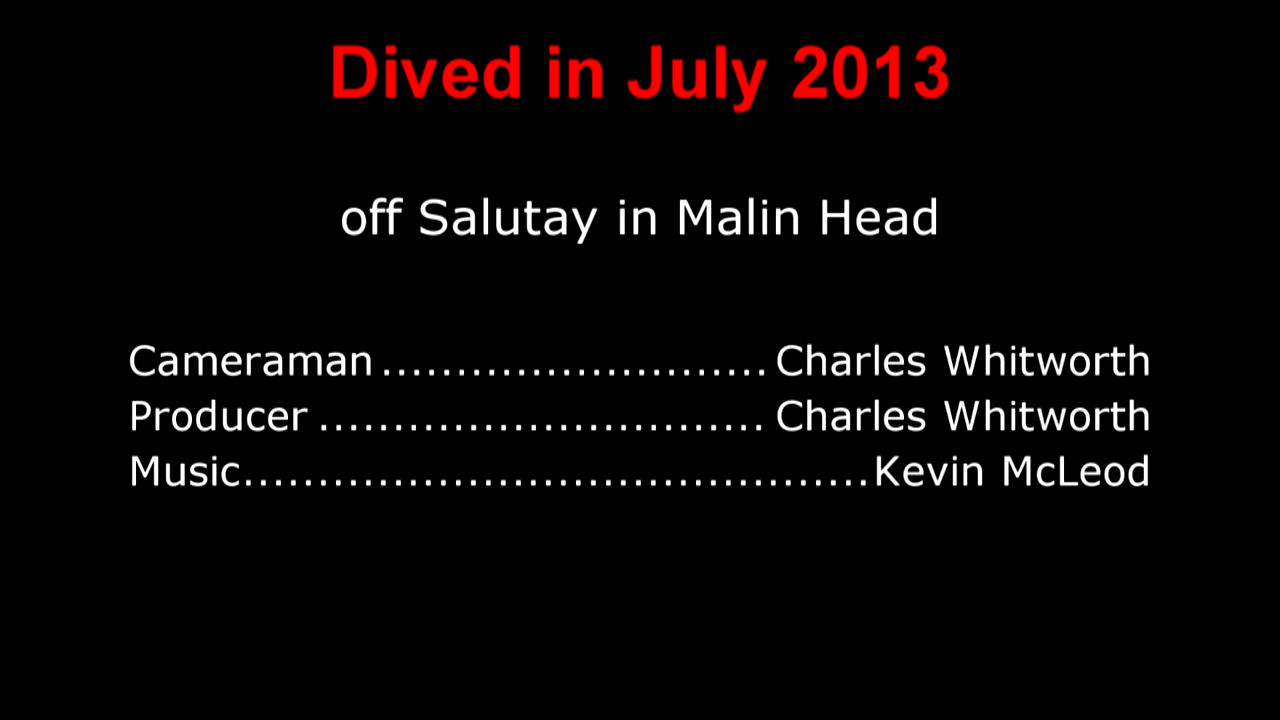 Dived in July 2013
off Salutay in Malin Head
Cameraman.......................... Charles Whitworth
Producer .............................. Charles Whitworth
Music..........................................Kevin McLeod